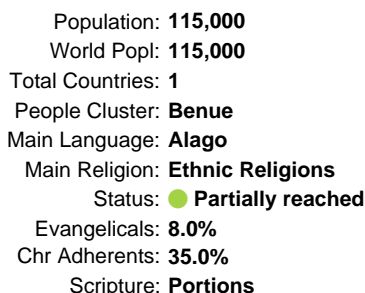 Population: 115,000
World Popl: 115,000
Total Countries: 1
People Cluster: Benue
Main Language: Alago
Main Religion: Ethnic Religions
Status: Partially reached
Evangelicals: 8.0%
Chr Adherents: 35.0%
Scripture: Portions